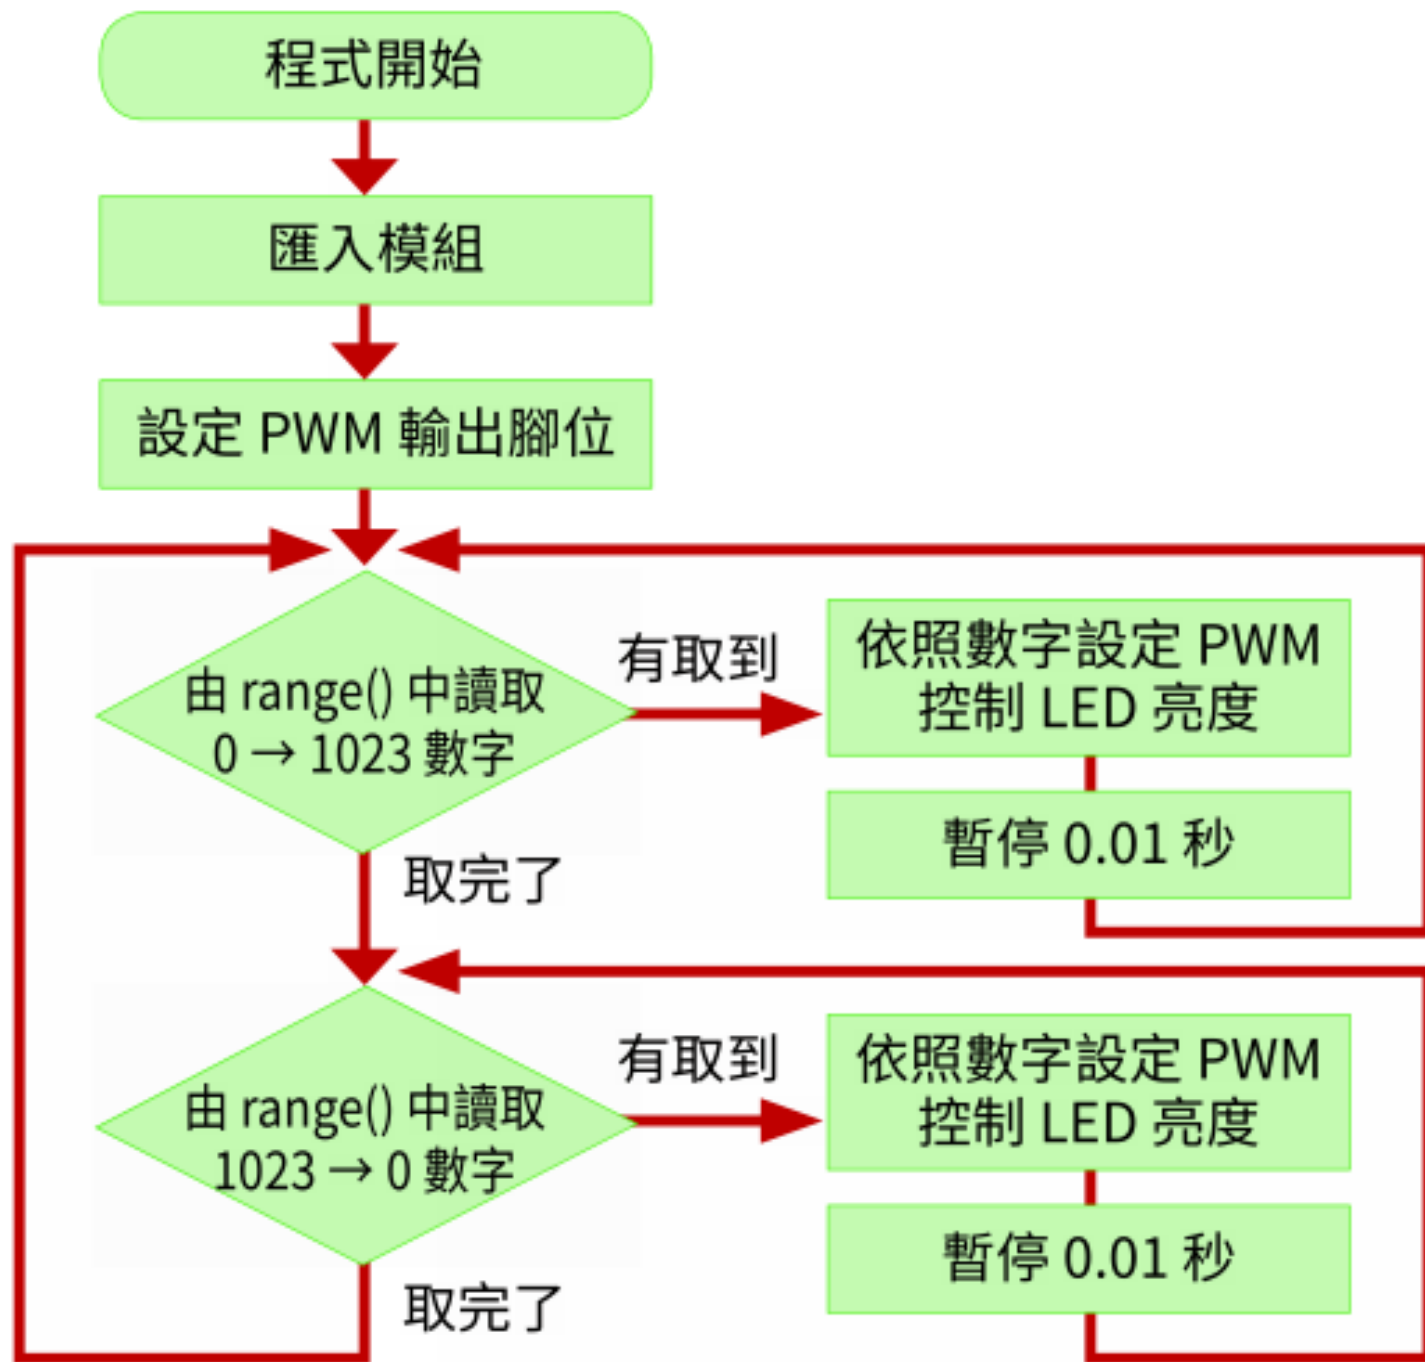 程式開始
匯入模組
設定 PWM 輸出腳位
由 range() 中讀取
0 → 1023 數字
有取到
依照數字設定 PWM
控制 LED 亮度
暫停 0.01 秒
取完了
由 range() 中讀取
1023 → 0 數字
有取到
依照數字設定 PWM
控制 LED 亮度
暫停 0.01 秒
取完了